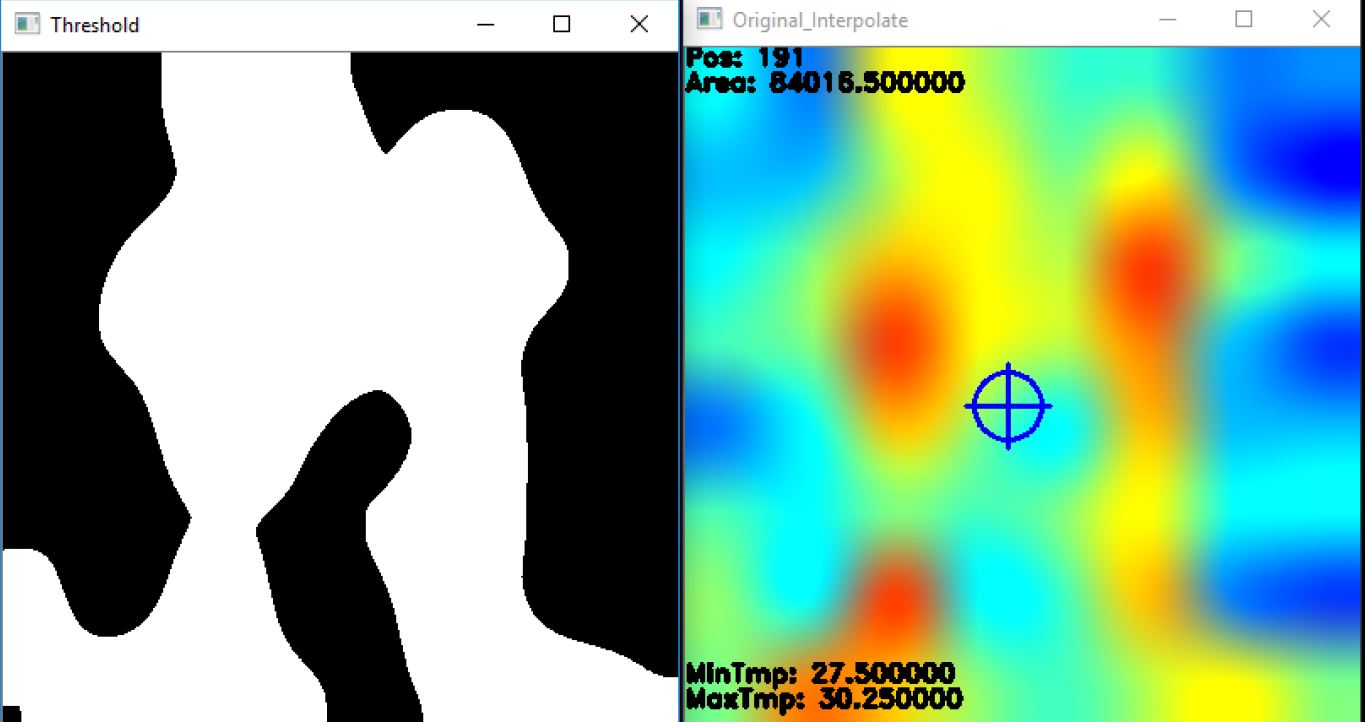 Threshold
Original_Interpolate
Pos: 191
Area: 84016.500000
MinTmp: 27.500000
MaxTmp: 30.250000